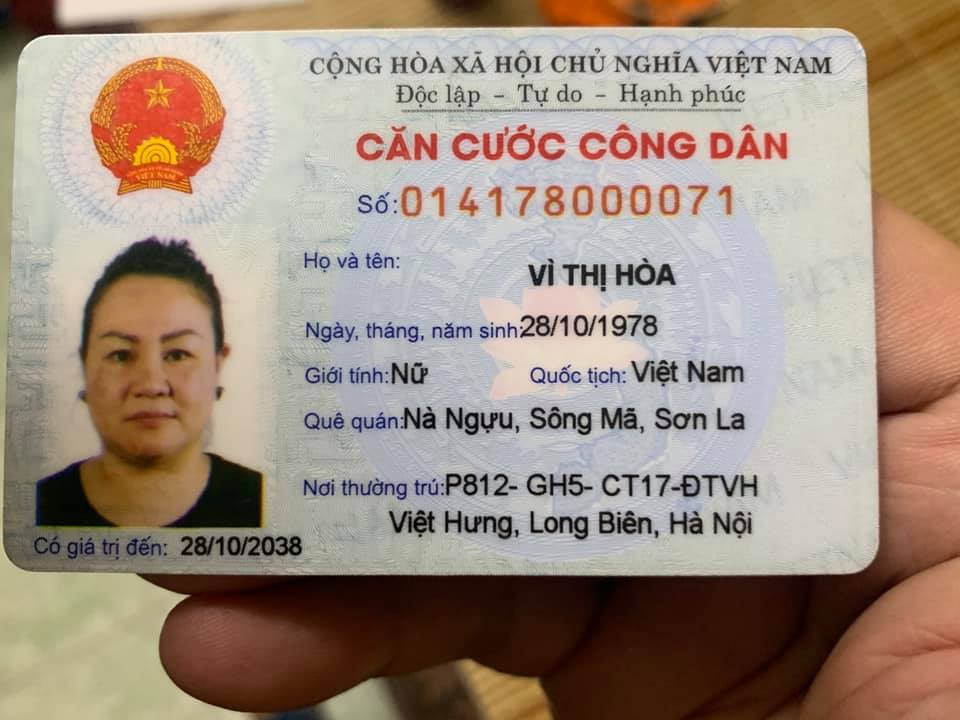 CỘNG HÒA XÃ HỘI CHỦ NGHĨA VIỆT NAM
Độc lập - Tự do - Hạnh phúc
CĂN CƯỚC CÔNG DÂN
Số: 014178000071
Họ và tên:
VÌ THỊ HÒA
Ngày, tháng, năm sinh: 28/10/1978
Giới tính: Nữ Quốc tịch: Việt Nam
Quê quán: Nà Ngựu, Sông Mã, Sơn La
Nơi thường trú: P812- GH5- CT17-ĐTVH
Việt Hưng, Long Biên, Hà Nội
Có giá trị đến: 28/10/2038
VIỆT NAM